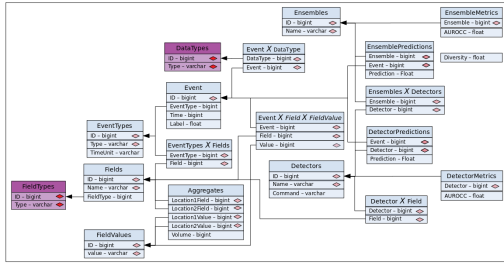 Ensembles
ID – bigint
Name – varchar
EnsembleMetrics
Ensemble – bigint
AUROCC – float
DataTypes
ID – bigint
Type – varchar
Event X DataType
DataType – bigint
Event – bigint
EnsemblePredictions
Ensemble – bigint
Event – bigint
Prediction – Float
Diversity – float
Event
ID – bigint
EventType – bigint
Time – bigint
Label – float
Ensembles X Detectors
Ensemble – bigint
Detector – bigint
EventTypes
ID – bigint
Type – varchar
TimeUnit – varchar
Event X Field X FieldValue
Event – bigint
Field – bigint
Value – bigint
DetectorPredictions
Event – bigint
Detector – bigint
Prediction – Float
EventTypes X Fields
EventType – bigint
Field – bigint
Fields
ID – bigint
Name – varchar
FieldType – bigint
Detectors
ID – bigint
Name – varchar
Command – varchar
DetectorMetrics
Detector – bigint
AUROCC – float
FieldTypes
ID – bigint
Type – varchar
Aggregates
Location1Field – bigint
Location2Field – bigint
Location1Value – bigint
Location2Value – bigint
Volume – bigint
Detector X Field
Detector – bigint
Field – bigint
FieldValues
ID – bigint
value – varchar